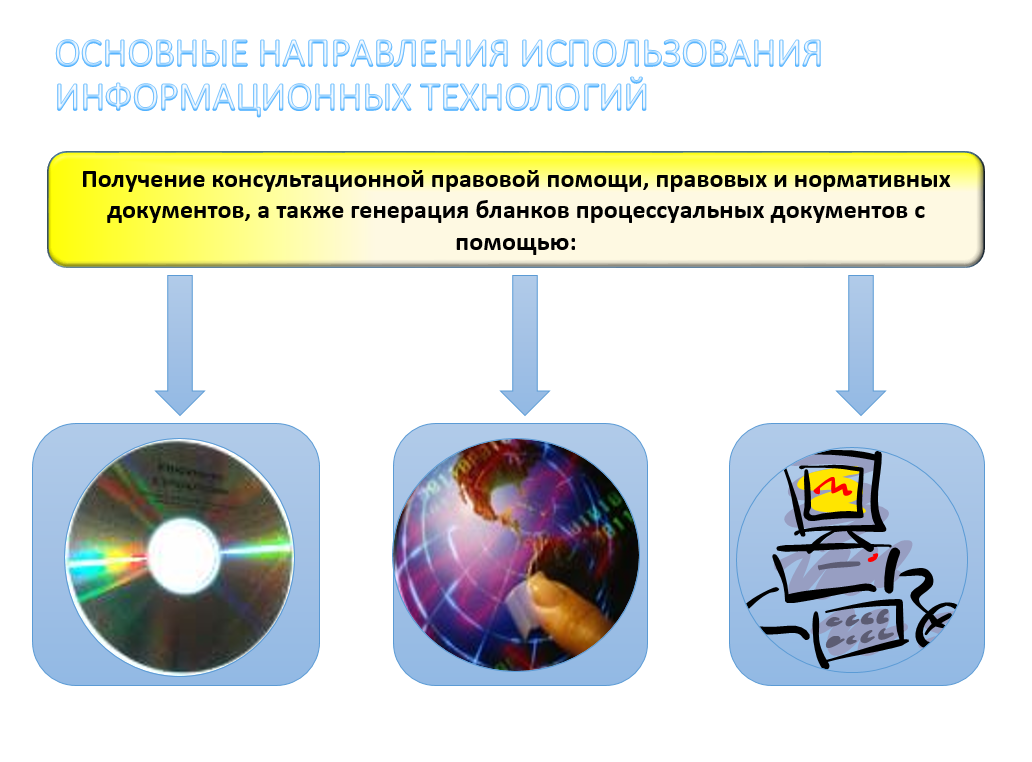 ОСНОВНЫЕ НАПРАВЛЕНИЯ ИСПОЛЬЗОВАНИЯ
ИНФОРМАЦИОННЫХ ТЕХНОЛОГИЙ
Получение консультационной правовой помощи, правовых и нормативных
документов, а также генерация бланков процессуальных документов с
помощью: